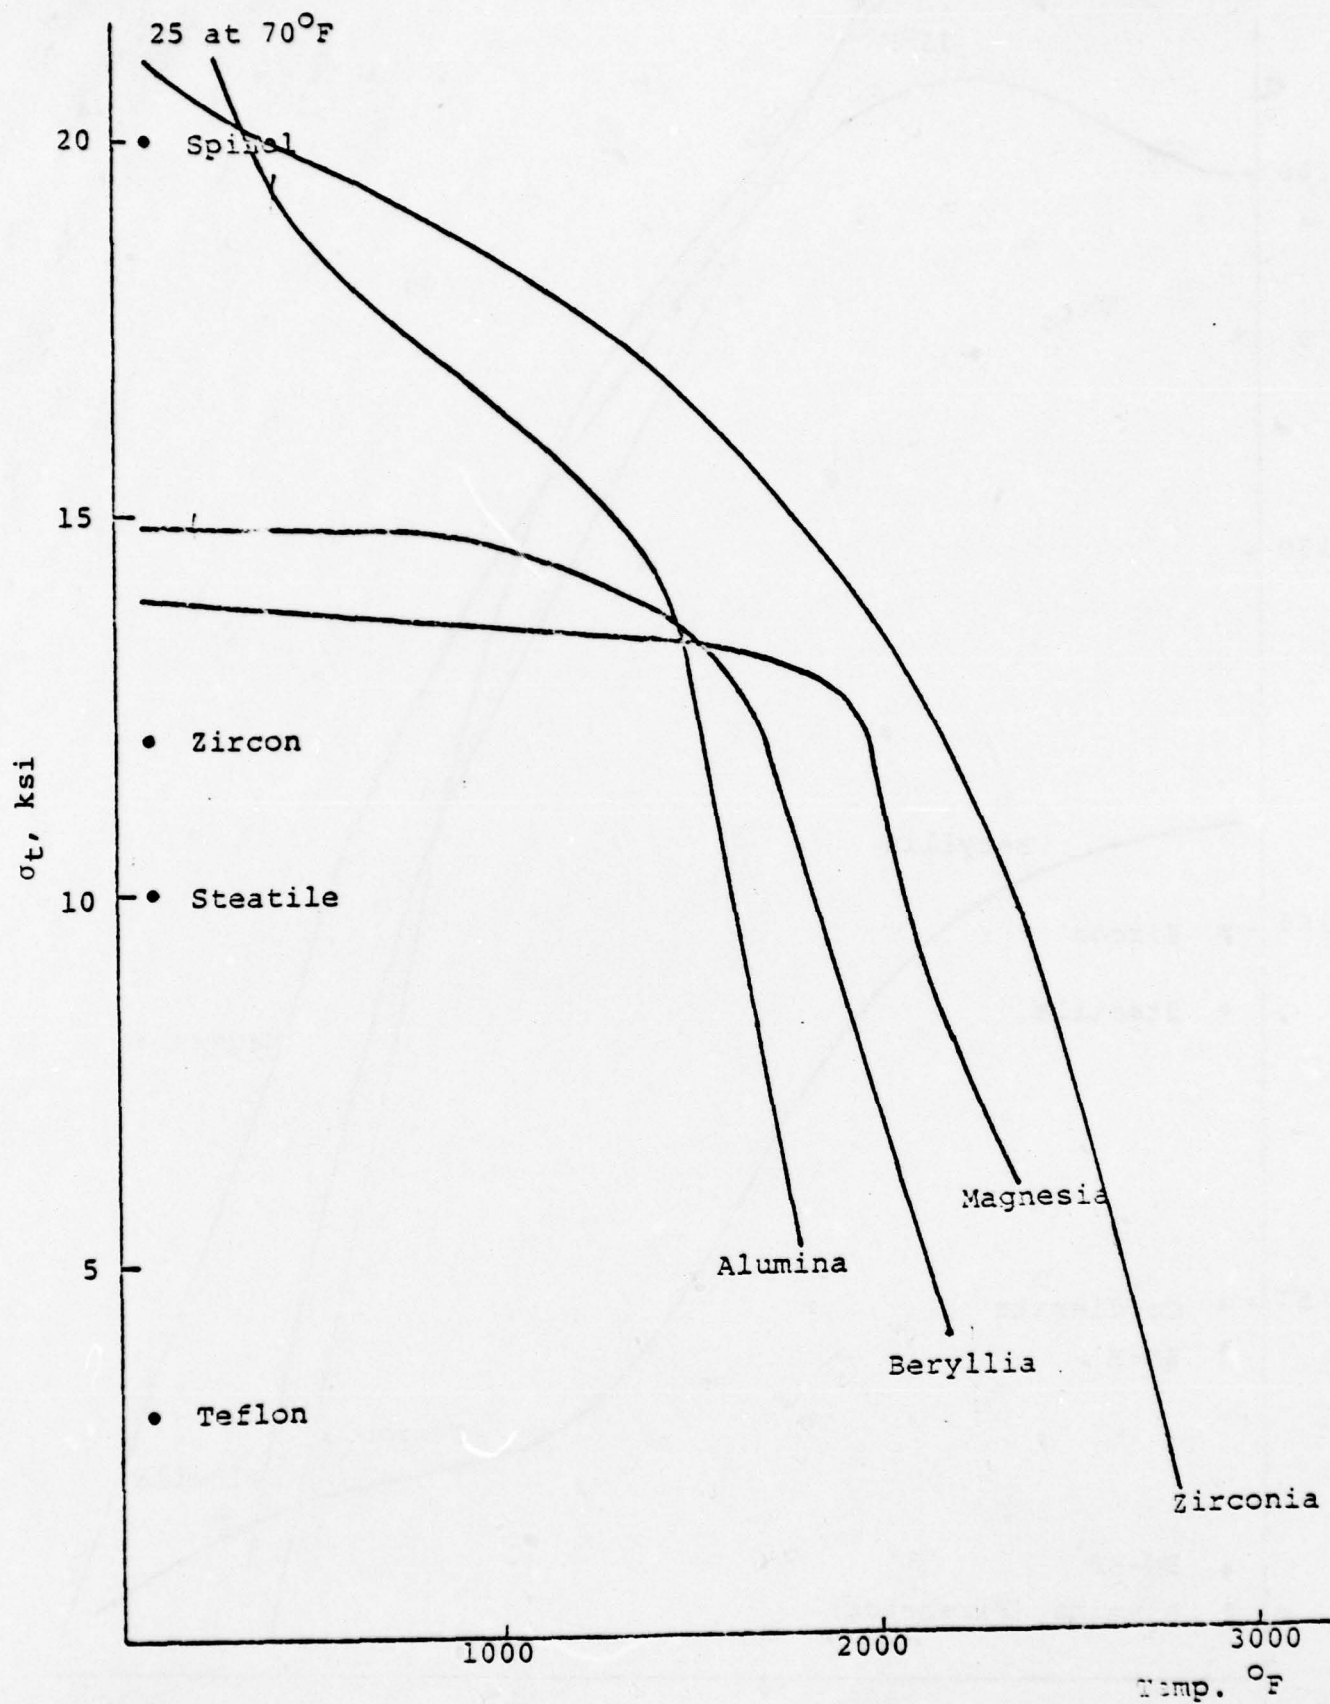 25 at 70°F
20
Spinel
15
Zircon
σt, ksi
10
Steatile
Magnesia
5
Alumina
Beryllia
Teflon
Zirconia
1000
2000
3000
Temp. °F